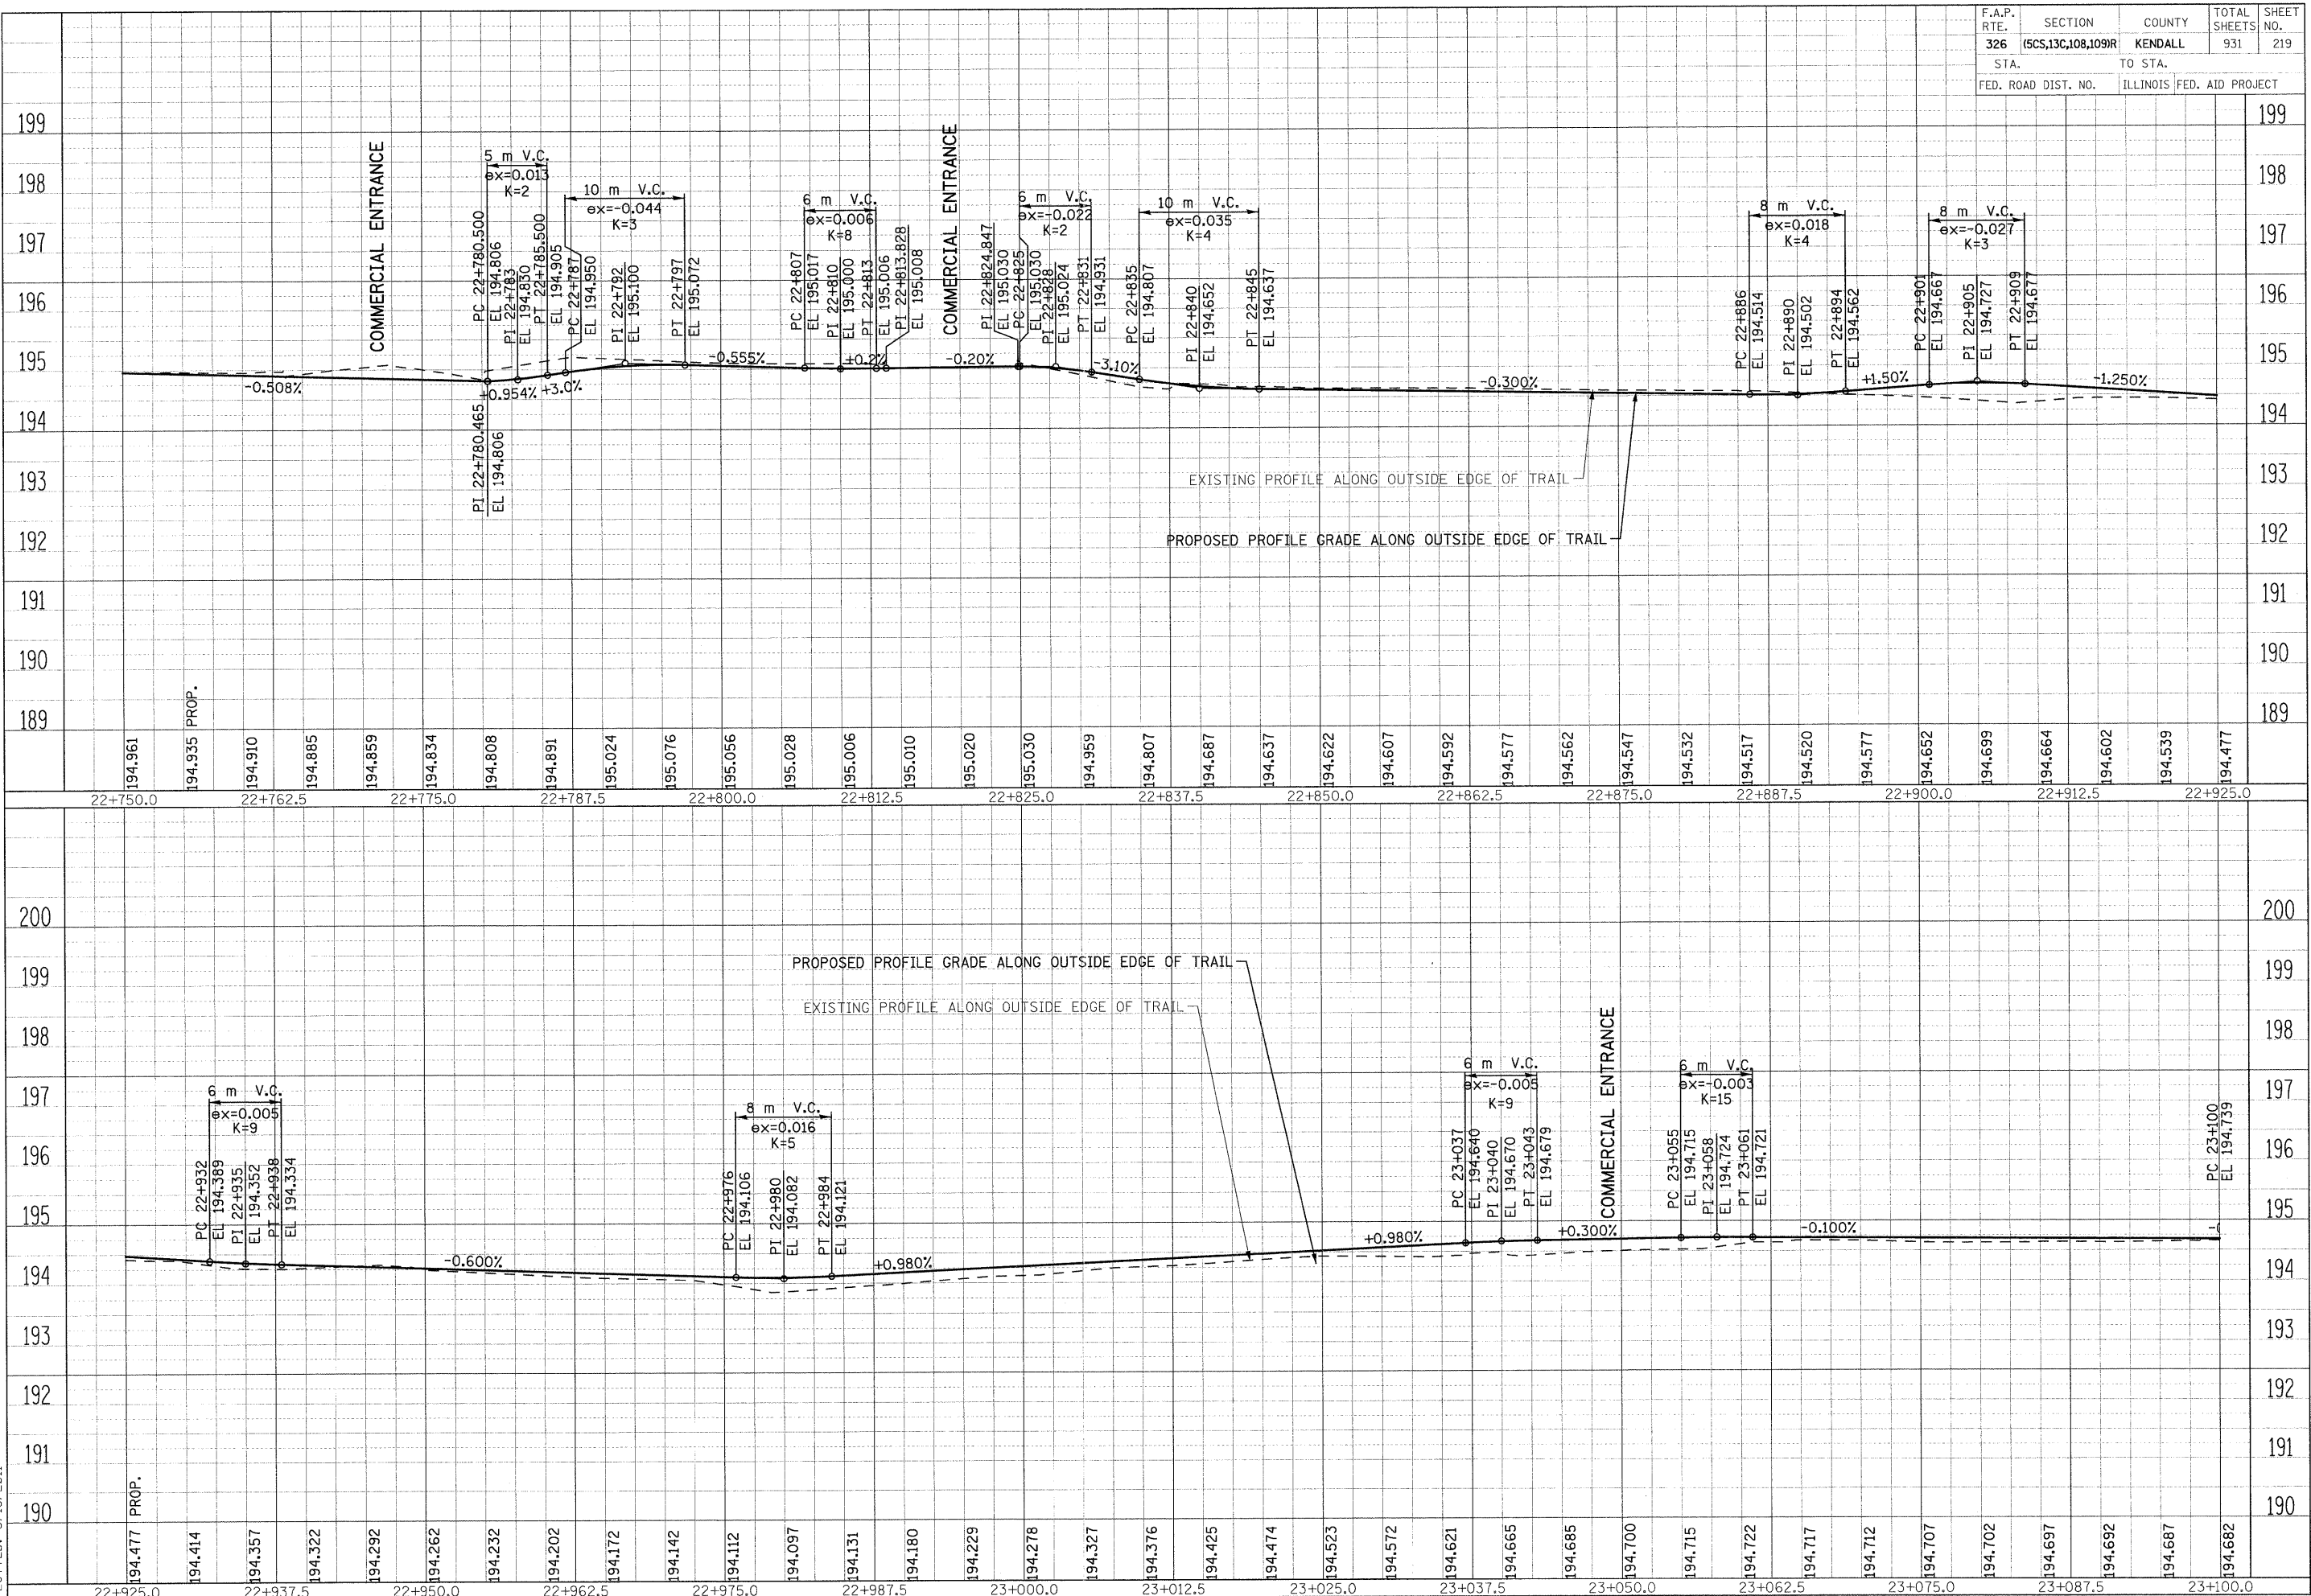 F.A.P. RTE. SECTION COUNTY TOTAL SHEETS SHEET NO.
326 (5CS,13C,108,109)R KENDALL 931 219
STA. TO STA.
FED. ROAD DIST. NO. ILLINOIS FED. AID PROJECT
199 199
198 198
197 197
196 196
195 195
194 194
193 193
192 192
191 191
190 190
189 189
COMMERCIAL ENTRANCE
5 m V.C.
ex=0.013
K=2
PC 22+780.500
EL 194.806
PI 22+783
EL 194.830
PT 22+785.500
EL 194.905
PI 22+780.465
EL 194.806
10 m V.C.
ex=-0.044
K=3
PC 22+787
EL 194.950
PI 22+792
EL 195.100
PT 22+797
EL 195.072
6 m V.C.
ex=0.006
K=8
PC 22+807
EL 195.017
PI 22+810
EL 195.000
PT 22+813
EL 195.006
PI 22+813.828
EL 195.008
COMMERCIAL ENTRANCE
PI 22+824.847
EL 195.030
6 m V.C.
ex=-0.022
K=2
PC 22+825
EL 195.030
PI 22+828
EL 195.024
PT 22+831
EL 194.931
10 m V.C.
ex=0.035
K=4
PC 22+835
EL 194.807
PI 22+840
EL 194.652
PT 22+845
EL 194.637
8 m V.C.
ex=0.018
K=4
PC 22+886
EL 194.514
PI 22+890
EL 194.502
PT 22+894
EL 194.562
8 m V.C.
ex=-0.027
K=3
PC 22+901
EL 194.667
PI 22+905
EL 194.727
PT 22+909
EL 194.677
-0.508% +0.954% +3.0% -0.555% +0.2% -0.20% -3.10% -0.300% +1.50% -1.250%
EXISTING PROFILE ALONG OUTSIDE EDGE OF TRAIL
PROPOSED PROFILE GRADE ALONG OUTSIDE EDGE OF TRAIL
PROP.
194.961 194.935 194.910 194.885 194.859 194.834 194.808 194.891 195.024 195.076 195.056 195.028 195.006 195.010 195.020 195.030 194.959 194.807 194.687 194.637 194.622 194.607 194.592 194.577 194.562 194.547 194.532 194.517 194.520 194.577 194.652 194.699 194.664 194.602 194.539 194.477
22+750.0 22+762.5 22+775.0 22+787.5 22+800.0 22+812.5 22+825.0 22+837.5 22+850.0 22+862.5 22+875.0 22+887.5 22+900.0 22+912.5 22+925.0
200 200
199 199
198 198
197 197
196 196
195 195
194 194
193 193
192 192
191 191
190 190
PROPOSED PROFILE GRADE ALONG OUTSIDE EDGE OF TRAIL
EXISTING PROFILE ALONG OUTSIDE EDGE OF TRAIL
6 m V.C.
ex=0.005
K=9
PC 22+932
EL 194.389
PI 22+935
EL 194.352
PT 22+938
EL 194.334
8 m V.C.
ex=0.016
K=5
PC 22+976
EL 194.106
PI 22+980
EL 194.082
PT 22+984
EL 194.121
6 m V.C.
ex=-0.005
K=9
PC 23+037
EL 194.640
PI 23+040
EL 194.670
PT 23+043
EL 194.679
COMMERCIAL ENTRANCE
6 m V.C.
ex=-0.003
K=15
PC 23+055
EL 194.715
PI 23+058
EL 194.724
PT 23+061
EL 194.721
PC 23+100
EL 194.739
-0.600% +0.980% +0.980% +0.300% -0.100%
PROP.
194.477 194.414 194.357 194.322 194.292 194.262 194.232 194.202 194.172 194.142 194.112 194.097 194.131 194.180 194.229 194.278 194.327 194.376 194.425 194.474 194.523 194.572 194.621 194.665 194.685 194.700 194.715 194.722 194.717 194.712 194.707 194.702 194.697 194.692 194.687 194.682
22+925.0 22+937.5 22+950.0 22+962.5 22+975.0 22+987.5 23+000.0 23+012.5 23+025.0 23+037.5 23+050.0 23+062.5 23+075.0 23+087.5 23+100.0